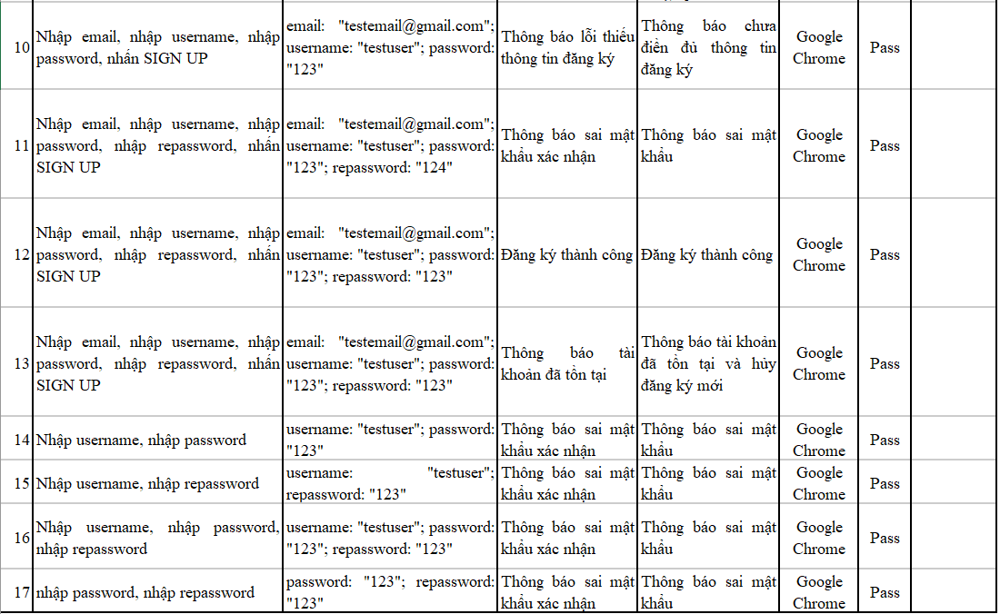 10
Nhập email, nhập username, nhập
password, nhấn SIGN UP
email: "testemail@gmail.com";
username: "testuser"; password:
"123"
Thông báo lỗi thiếu
thông tin đăng ký
Thông báo chưa
điền đủ thông tin
đăng ký
Google
Chrome
Pass
11
Nhập email, nhập username, nhập
password, nhập repassword, nhấn
SIGN UP
email: "testemail@gmail.com";
username: "testuser"; password:
"123"; repassword: "124"
Thông báo sai mật
khẩu xác nhận
Thông báo sai mật
khẩu
Google
Chrome
Pass
12
Nhập email, nhập username, nhập
password, nhập repassword, nhấn
SIGN UP
email: "testemail@gmail.com";
username: "testuser"; password:
"123"; repassword: "123"
Đăng ký thành công
Đăng ký thành công
Google
Chrome
Pass
13
Nhập email, nhập username, nhập
password, nhập repassword, nhấn
SIGN UP
email: "testemail@gmail.com";
username: "testuser"; password:
"123"; repassword: "123"
Thông báo tài
khoản đã tồn tại
Thông báo tài khoản
đã tồn tại và hủy
đăng ký mới
Google
Chrome
Pass
14
Nhập username, nhập password
username: "testuser"; password:
"123"
Thông báo sai mật
khẩu xác nhận
Thông báo sai mật
khẩu
Google
Chrome
Pass
15
Nhập username, nhập repassword
username: "testuser";
repassword: "123"
Thông báo sai mật
khẩu xác nhận
Thông báo sai mật
khẩu
Google
Chrome
Pass
16
Nhập username, nhập password,
nhập repassword
username: "testuser"; password:
"123"; repassword: "123"
Thông báo sai mật
khẩu xác nhận
Thông báo sai mật
khẩu
Google
Chrome
Pass
17
nhập password, nhập repassword
password: "123"; repassword:
"123"
Thông báo sai mật
khẩu xác nhận
Thông báo sai mật
khẩu
Google
Chrome
Pass